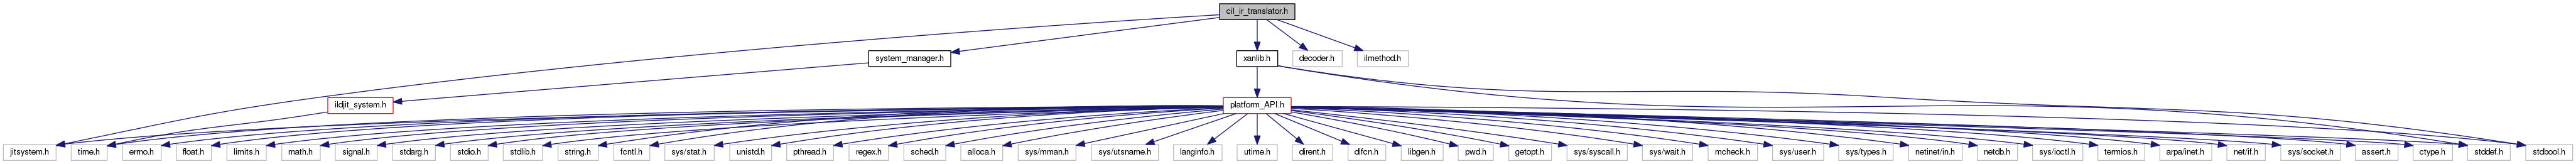 cil_ir_translator.h
system_manager.h
xanlib.h
decoder.h
ilmethod.h
ildjit_system.h
platform_API.h
jitsystem.h
time.h
errno.h
float.h
limits.h
math.h
signal.h
stdarg.h
stdio.h
stdlib.h
string.h
fcntl.h
sys/stat.h
unistd.h
pthread.h
regex.h
sched.h
alloca.h
sys/mman.h
sys/utsname.h
langinfo.h
utime.h
dirent.h
dlfcn.h
libgen.h
pwd.h
getopt.h
sys/syscall.h
sys/wait.h
mcheck.h
sys/user.h
sys/types.h
netinet/in.h
netdb.h
sys/ioctl.h
termios.h
arpa/inet.h
net/if.h
sys/socket.h
assert.h
ctype.h
stddef.h
stdbool.h